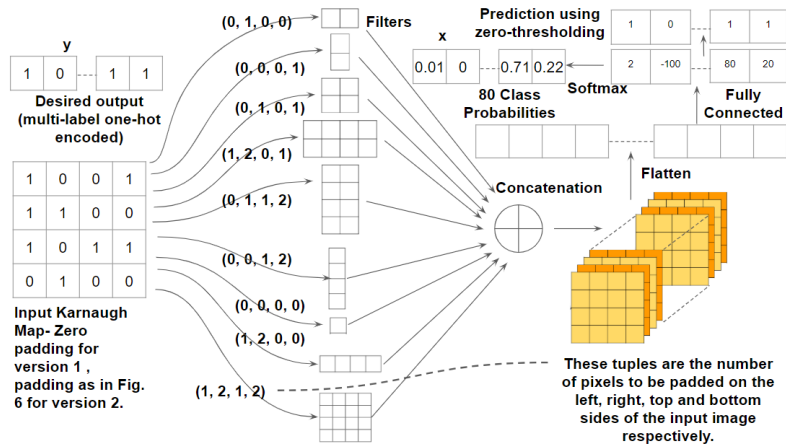 y
1 0 1 1
Desired output
(multi-label one-hot
encoded)
1 0 0 1
1 1 0 0
1 0 1 1
0 1 0 0
Input Karnaugh
Map- Zero
padding for
version 1 ,
padding as in Fig.
6 for version 2.
(0, 1, 0, 0)
(0, 0, 0, 1)
(0, 1, 0, 1)
(1, 2, 0, 1)
(0, 1, 1, 2)
(0, 0, 1, 2)
(0, 0, 0, 0)
(1, 2, 0, 0)
(1, 2, 1, 2)
Filters
Concatenation
Prediction using
zero-thresholding
1 0 1 1
x
0.01 0 0.71 0.22
Softmax
2 -100 80 20
80 Class
Probabilities
Fully
Connected
Flatten
These tuples are the number
of pixels to be padded on the
left, right, top and bottom
sides of the input image
respectively.